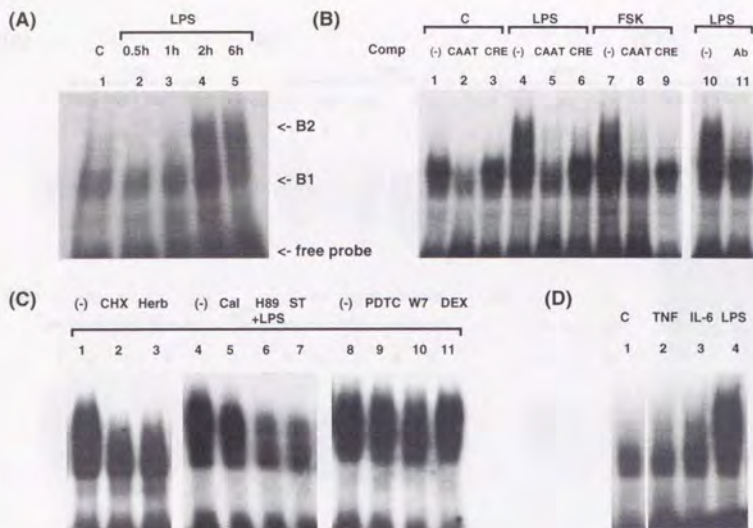 (A)
LPS
C 0.5h 1h 2h 6h
1 2 3 4 5
<- B2
<- B1
<- free probe
(B)
C LPS FSK LPS
Comp (-) CAAT CRE (-) CAAT CRE (-) CAAT CRE (-) Ab
1 2 3 4 5 6 7 8 9 10 11
(C)
(-) CHX Herb (-) Cal H89 ST (-) PDTC W7 DEX
+LPS
1 2 3 4 5 6 7 8 9 10 11
(D)
C TNF IL-6 LPS
1 2 3 4